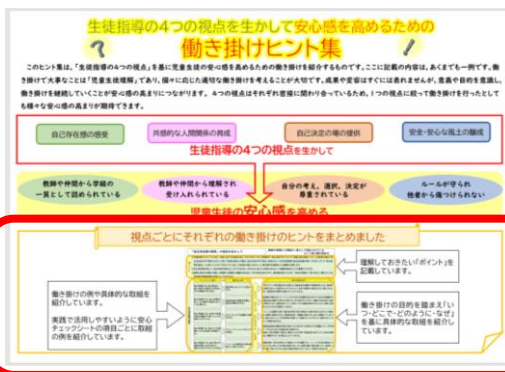 生徒指導の４つの視点を生かして安心感を高めるための
働き掛けヒント集
このヒント集は、「生徒指導の４つの視点」を基に児童生徒の安心感を高めるための働き掛けを紹介するものです。ここに記載の内容は、あくまでも一例です。働
き掛けで大事なことは「児童生徒理解」であり、個々に応じた適切な働き掛けを考えることが大切です。成果や変容はすぐには表れませんが、意義や目的を意識し、
働き掛けを継続していくことが安心感の高まりにつながります。４つの視点はそれぞれ密接に関わり合っているため、１つの視点に絞って働き掛けを行ったとして
も様々な安心感の高まりが期待できます。
自己存在感の感受
共感的な人間関係の育成
自己決定の場の提供
安全・安心な風土の醸成
生徒指導の４つの視点を生かして
教師や仲間から学級の
一員として認められている
教師や仲間から理解され
受け入れられている
自分の考え、選択、決定が
尊重されている
ルールが守られ
他者から傷つけられない
児童生徒の安心感を高める
視点ごとにそれぞれの働き掛けのヒントをまとめました
理解しておきたい「ポイント」を
記載しています。
働き掛けの例や具体的な取組を
紹介しています。
実践で活用しやすいように安心
チェックシートの項目ごとに取組
の例を紹介しています。
働き掛けの目的を踏まえ「い
つ・どこで・どのように・なぜ」
を基に具体的な取組を紹介し
ています。